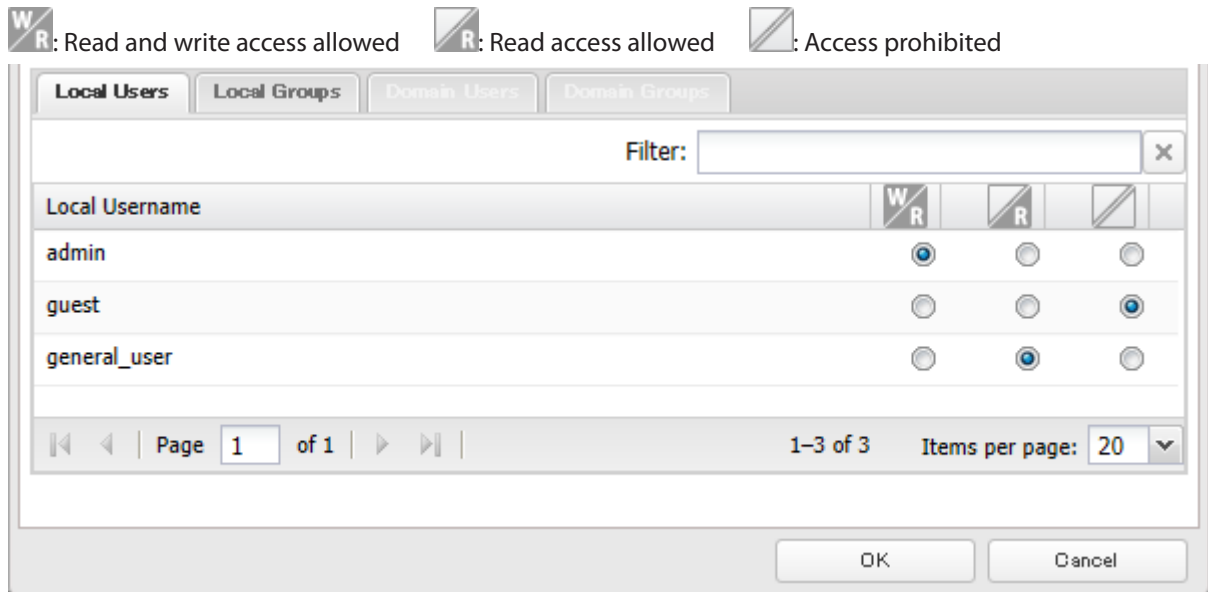 W/R: Read and write access allowed R: Read access allowed : Access prohibited
Local Users Local Groups Domain Users Domain Groups
Filter:
Local Username W/R R
admin
guest
general_user
Page 1 of 1 1–3 of 3 Items per page: 20
OK Cancel